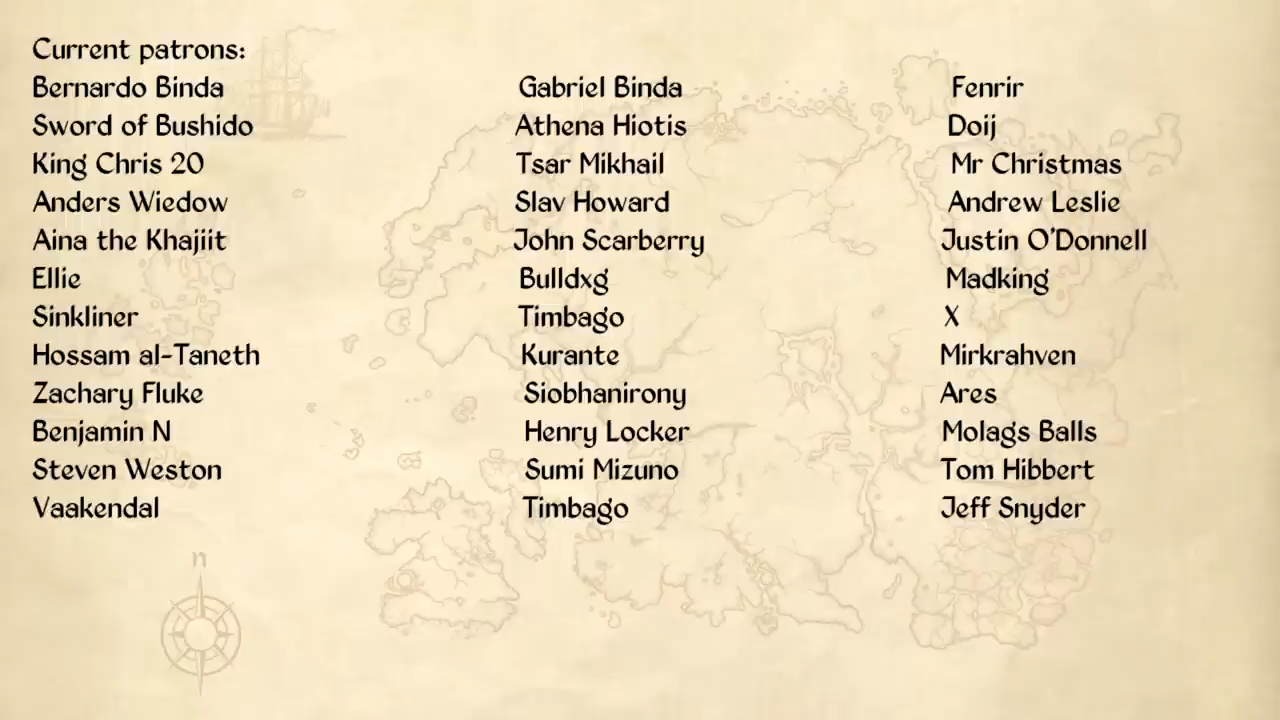 Current patrons:
Bernardo Binda
Sword of Bushido
King Chris 20
Anders Wiedow
Aina the Khajiit
Ellie
Sinkliner
Hossam al-Taneth
Zachary Fluke
Benjamin N
Steven Weston
Vaakendal
Gabriel Binda
Athena Hiotis
Tsar Mikhail
Slav Howard
John Scarberry
Bulldxg
Timbago
Kurante
Siobhanirony
Henry Locker
Sumi Mizuno
Timbago
Fenrir
Doij
Mr Christmas
Andrew Leslie
Justin O'Donnell
Madking
X
Mirkrahven
Ares
Molags Balls
Tom Hibbert
Jeff Snyder
n